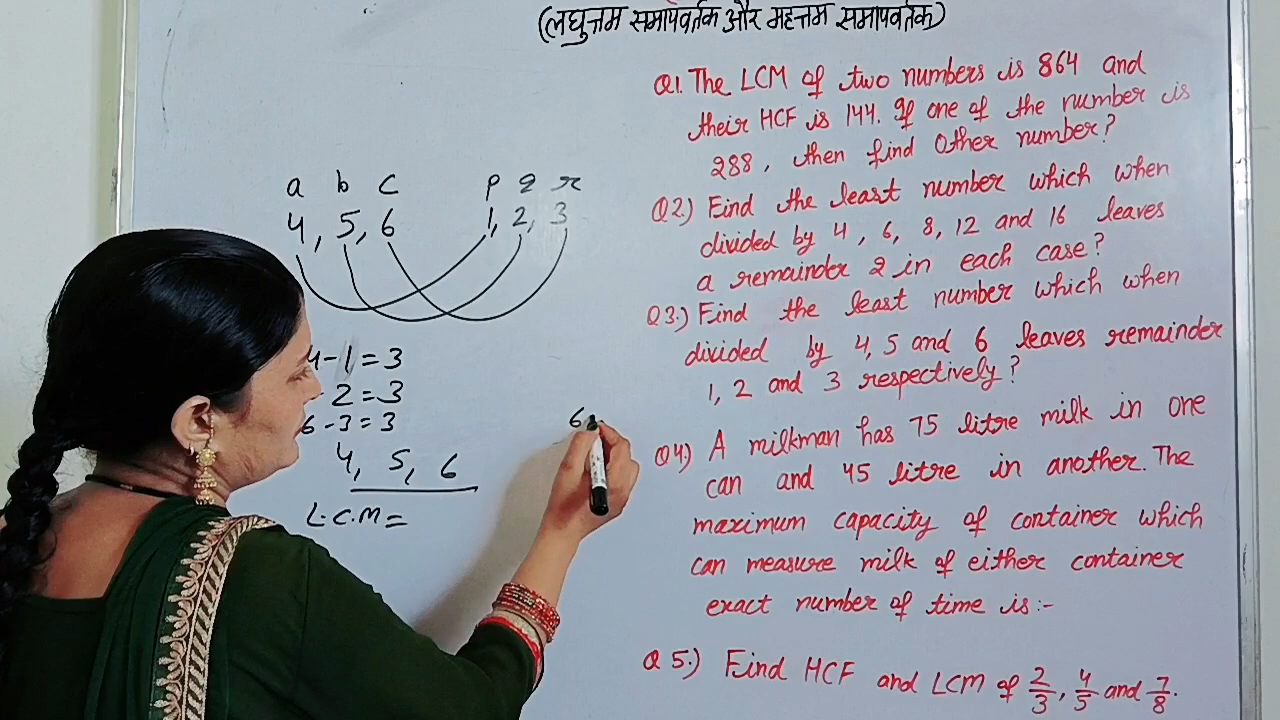 (लघुत्तम समापवर्तक और महत्तम समापवर्तक)
a b c p q r
4, 5, 6 1, 2, 3
4-1=3
- 2 = 3
6 - 3 = 3
4, 5, 6
L.C.M =
6
Q1. The LCM of two numbers is 864 and
their HCF is 144. If one of the number is
288, then find Other number?
Q2.) Find the least number which when
divided by 4, 6, 8, 12 and 16 leaves
a remainder 2 in each case?
Q3.) Find the least number which when
divided by 4, 5 and 6 leaves remainder
1, 2 and 3 respectively?
Q4.) A milkman has 75 litre milk in one
can and 45 litre in another. The
maximum capacity of container which
can measure milk of either container
exact number of time is :-
Q 5.) Find HCF and LCM of 2/3, 4/5 and 7/8.